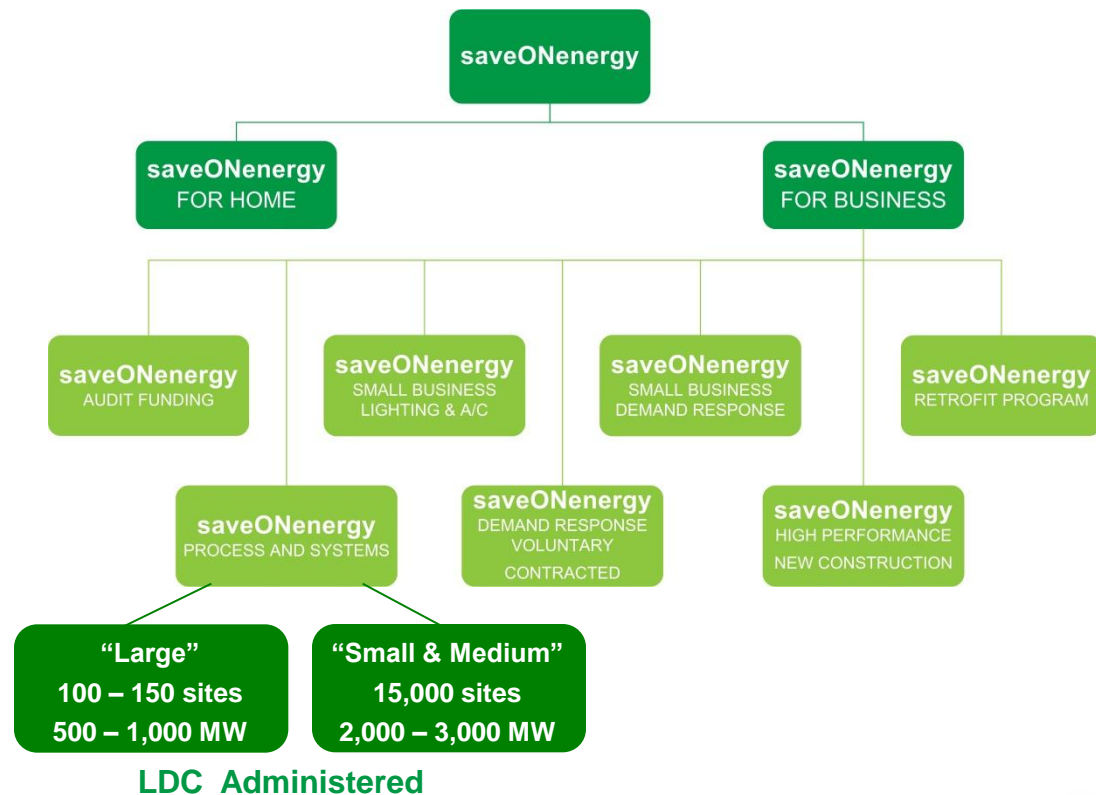 saveONenergy
saveONenergy
FOR HOME
saveONenergy
FOR BUSINESS
saveONenergy
AUDIT FUNDING
saveONenergy
SMALL BUSINESS
LIGHTING & A/C
saveONenergy
SMALL BUSINESS
DEMAND RESPONSE
saveONenergy
RETROFIT PROGRAM
saveONenergy
PROCESS AND SYSTEMS
saveONenergy
DEMAND RESPONSE
VOLUNTARY
CONTRACTED
saveONenergy
HIGH PERFORMANCE
NEW CONSTRUCTION
“Large”
100 – 150 sites
500 – 1,000 MW
“Small & Medium”
15,000 sites
2,000 – 3,000 MW
LDC Administered